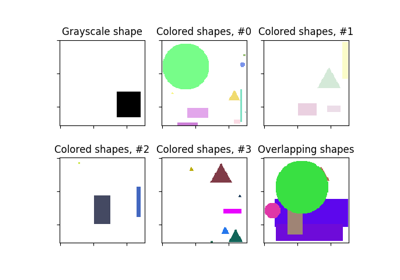 Grayscale shape
Colored shapes, #0
Colored shapes, #1
Colored shapes, #2
Colored shapes, #3
Overlapping shapes